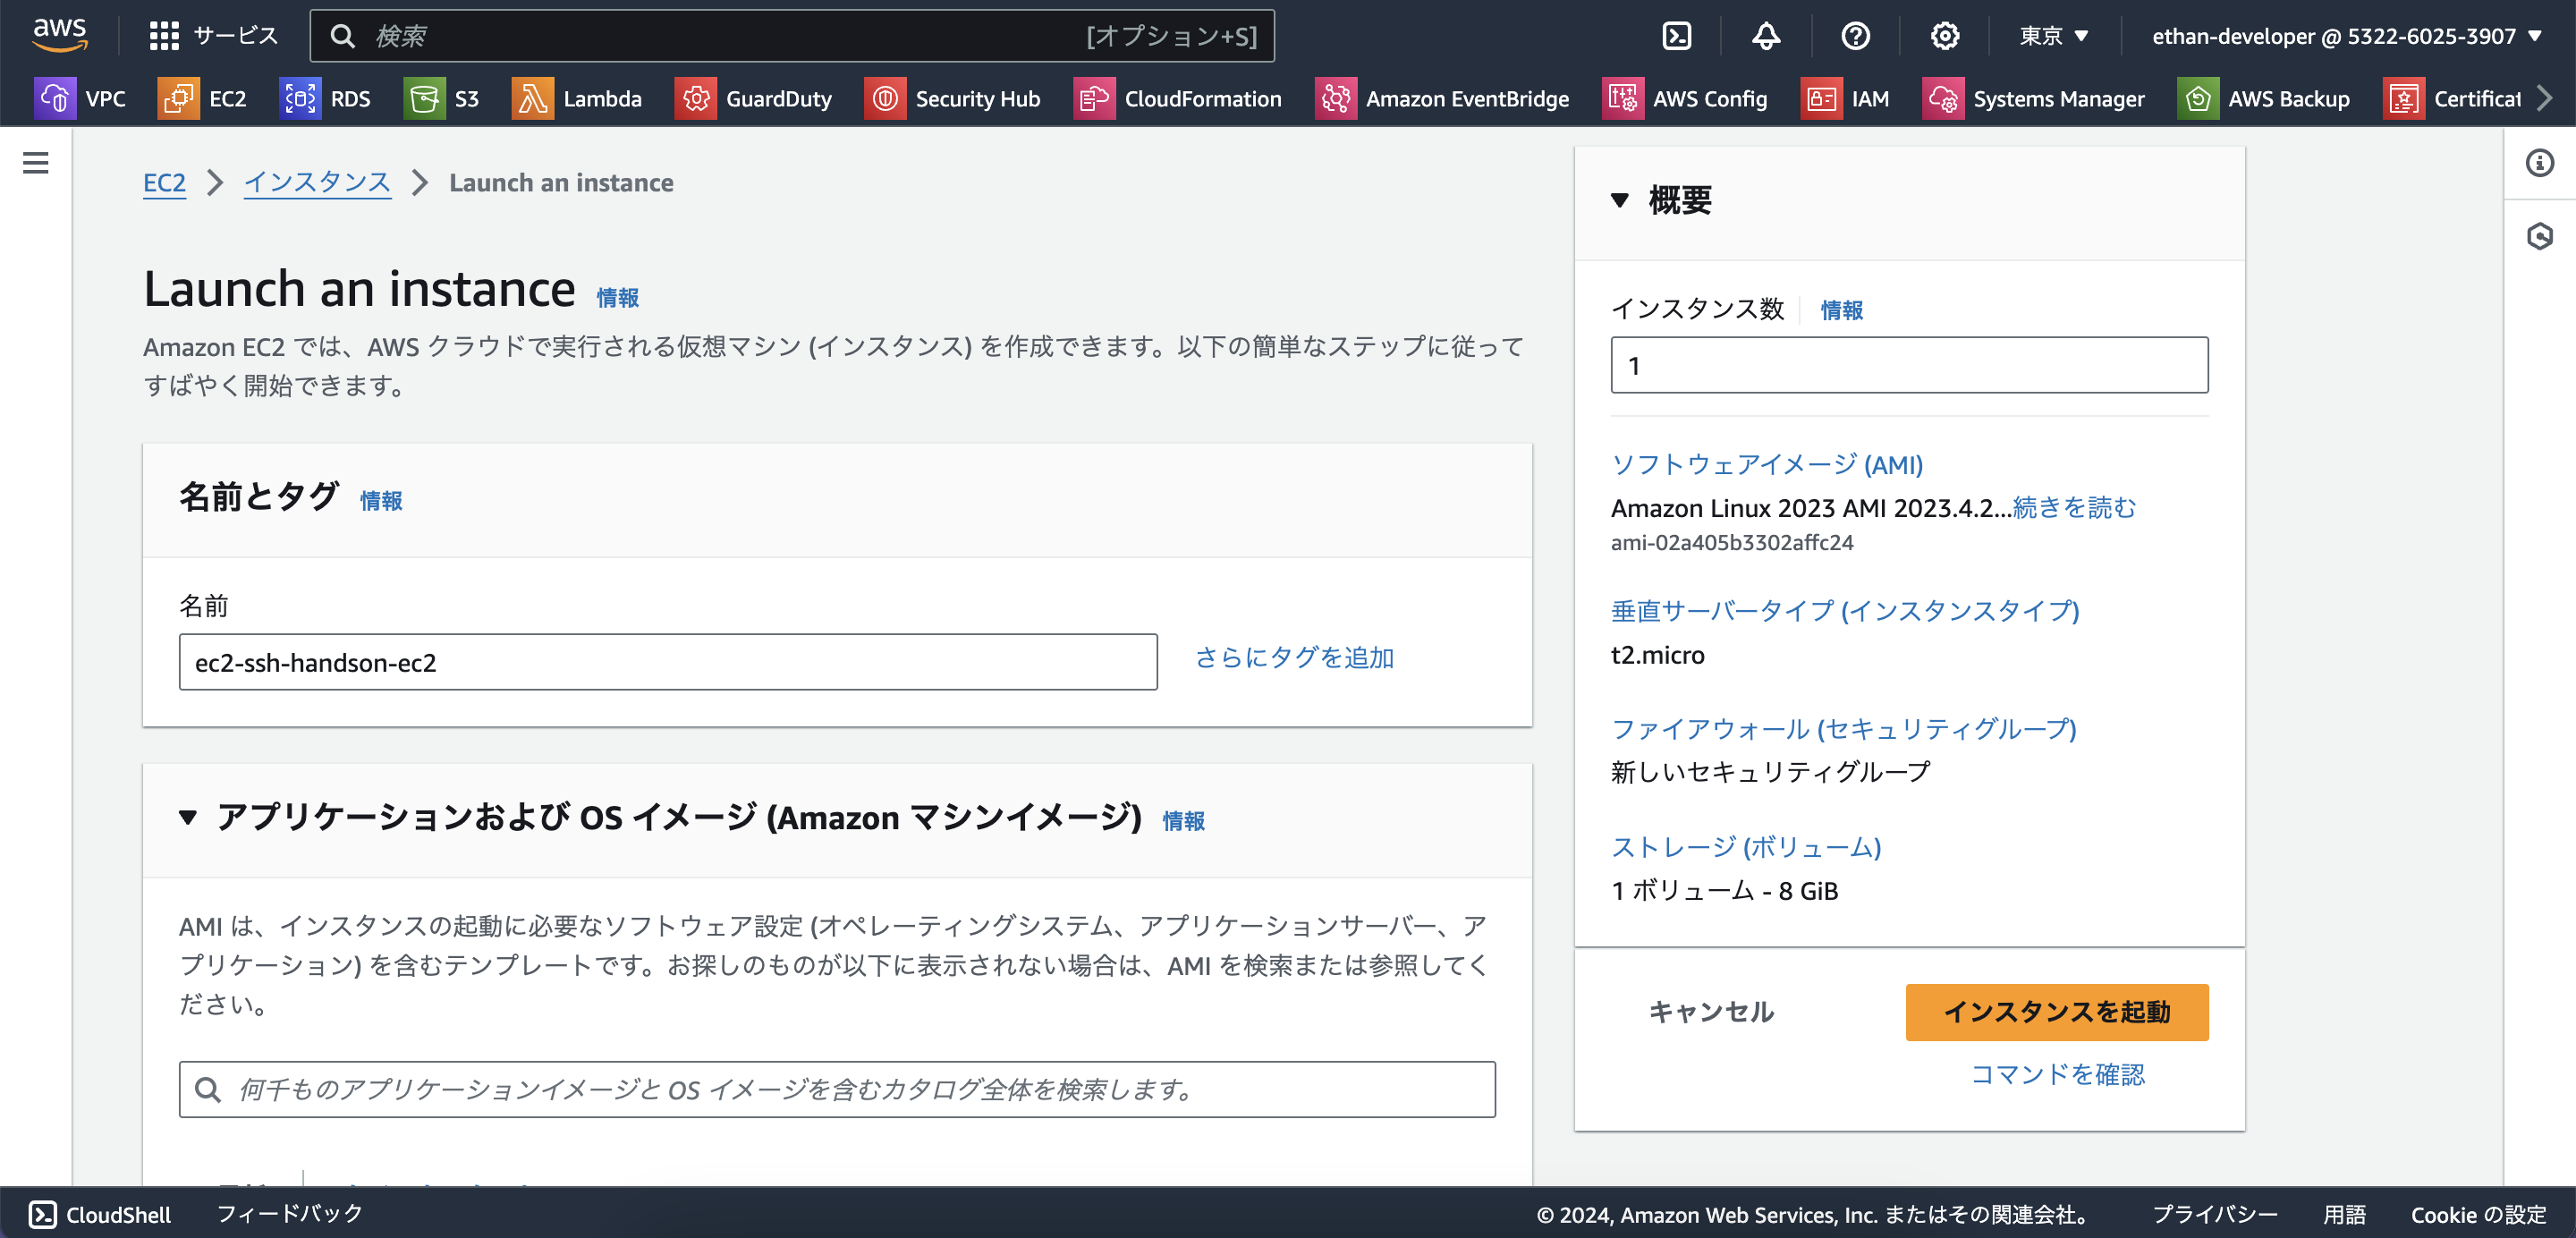 aws
サービス
検索
[オプション+S]
東京
ethan-developer @ 5322-6025-3907
VPC
EC2
RDS
S3
Lambda
GuardDuty
Security Hub
CloudFormation
Amazon EventBridge
AWS Config
IAM
Systems Manager
AWS Backup
Certificat
EC2
インスタンス
Launch an instance
Launch an instance 情報
Amazon EC2 では、AWS クラウドで実行される仮想マシン (インスタンス) を作成できます。以下の簡単なステップに従って
すばやく開始できます。
名前とタグ 情報
名前
ec2-ssh-handson-ec2
さらにタグを追加
アプリケーションおよび OS イメージ (Amazon マシンイメージ) 情報
AMI は、インスタンスの起動に必要なソフトウェア設定 (オペレーティングシステム、アプリケーションサーバー、ア
プリケーション) を含むテンプレートです。お探しのものが以下に表示されない場合は、AMI を検索または参照してく
ださい。
何千ものアプリケーションイメージと OS イメージを含むカタログ全体を検索します。
概要
インスタンス数 情報
1
ソフトウェアイメージ (AMI)
Amazon Linux 2023 AMI 2023.4.2...続きを読む
ami-02a405b3302affc24
垂直サーバータイプ (インスタンスタイプ)
t2.micro
ファイアウォール (セキュリティグループ)
新しいセキュリティグループ
ストレージ (ボリューム)
1 ボリューム - 8 GiB
キャンセル
インスタンスを起動
コマンドを確認
CloudShell
フィードバック
© 2024, Amazon Web Services, Inc. またはその関連会社。
プライバシー
用語
Cookie の設定